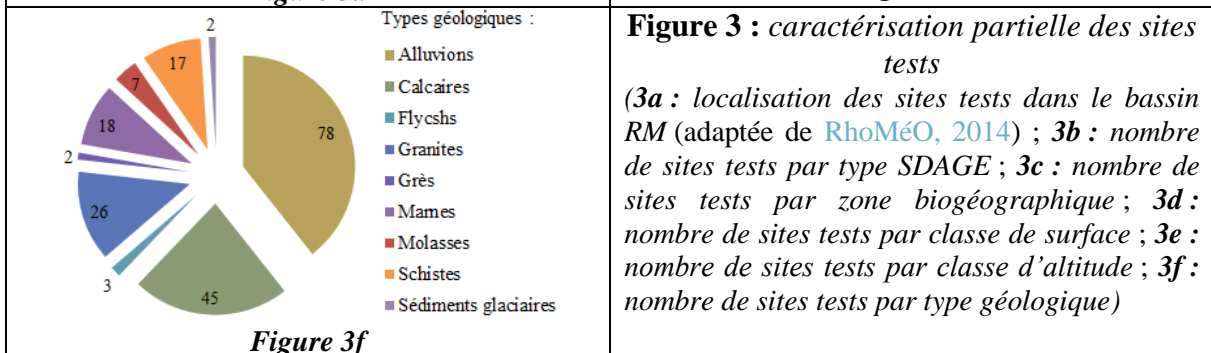 2
Types géologiques :
17
7
18
2
26
3
45
78
Alluvions
Calcaires
Flycshs
Granites
Grès
Marnes
Molasses
Schistes
Sédiments glaciaires
Figure 3f
Figure 3 : caractérisation partielle des sites
tests
(3a : localisation des sites tests dans le bassin
RM (adaptée de RhoMéO, 2014) ; 3b : nombre
de sites tests par type SDAGE ; 3c : nombre de
sites tests par zone biogéographique ; 3d :
nombre de sites tests par classe de surface ; 3e :
nombre de sites tests par classe d'altitude ; 3f :
nombre de sites tests par type géologique)